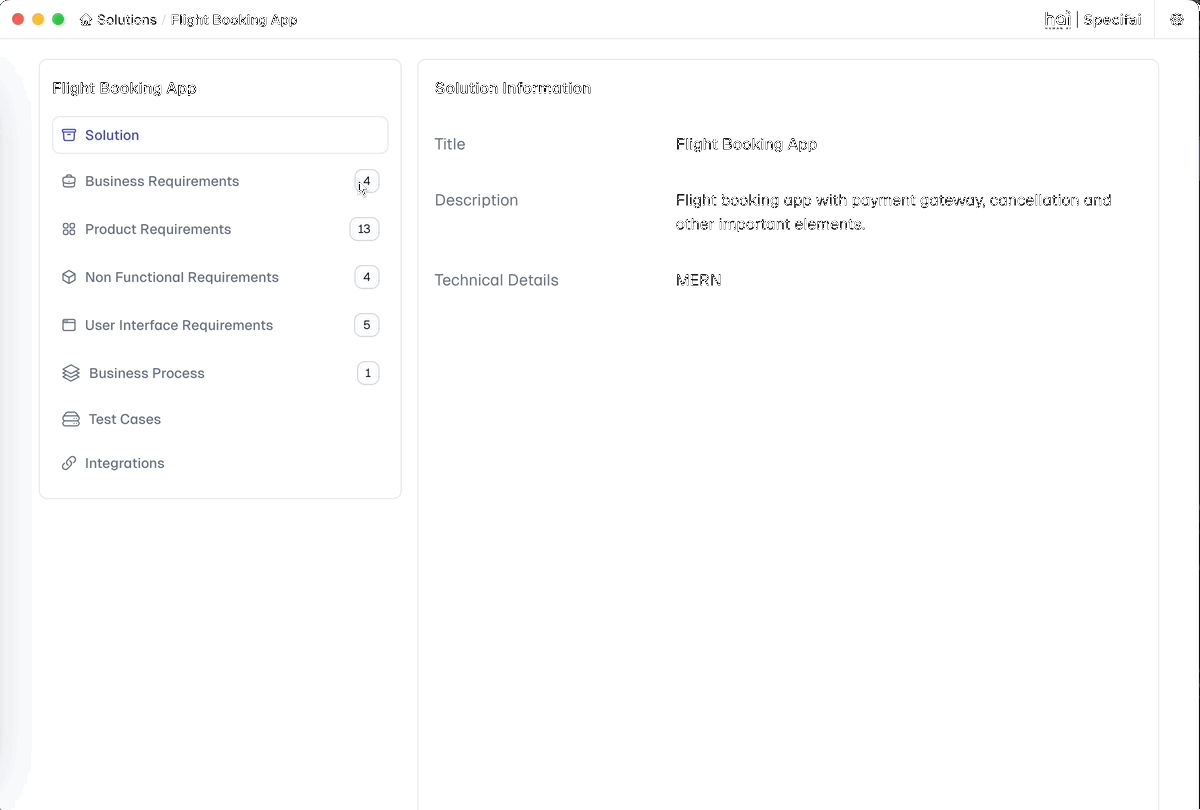 Solutions / Flight Booking App
hai | Specifai
Flight Booking App
Solution
Business Requirements 4
Product Requirements 13
Non Functional Requirements 4
User Interface Requirements 5
Business Process 1
Test Cases
Integrations
Solution Information
Title Flight Booking App
Description Flight booking app with payment gateway, cancellation and
other important elements.
Technical Details MERN